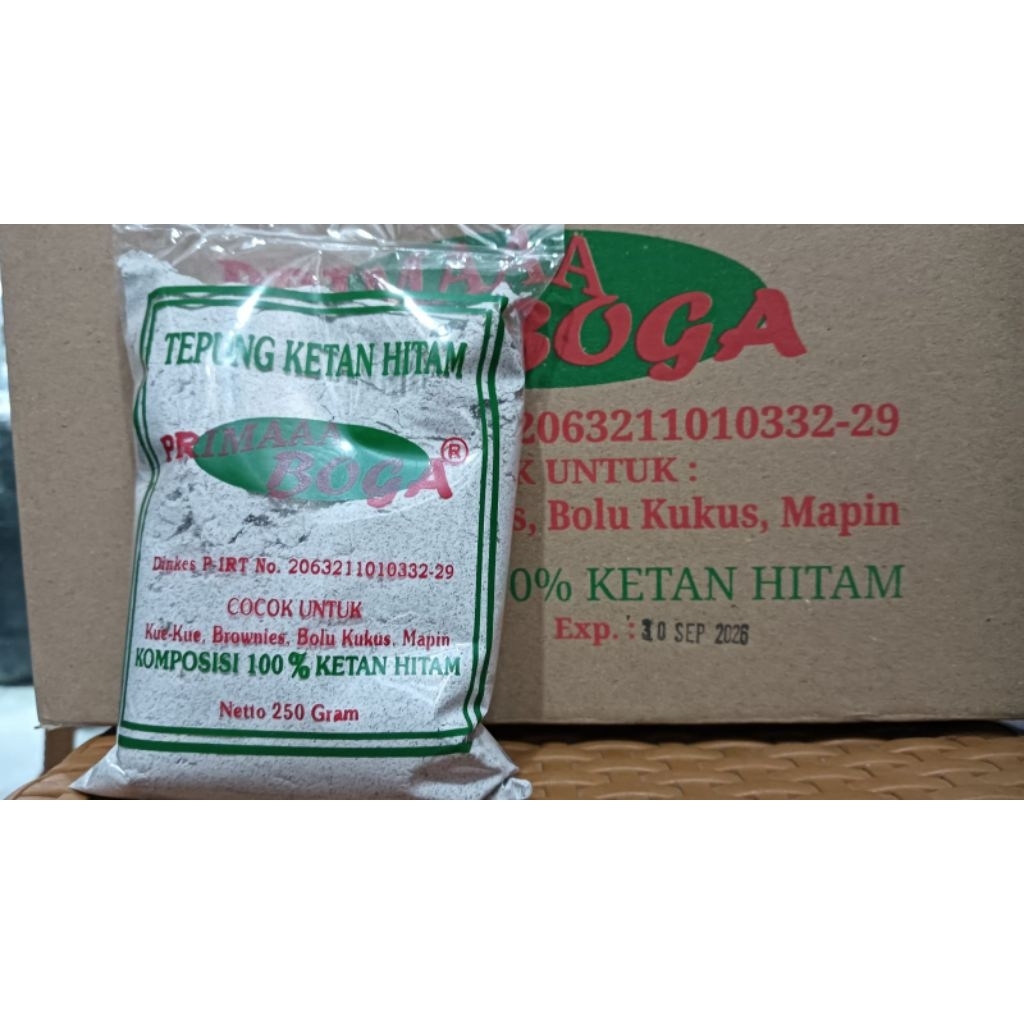 TEPUNG KETAN HITAM
PRIMAAA
BOGA®
Dinkes P-IRT No. 2063211010332-29
COCOK UNTUK
Kue-Kue, Brownies, Bolu Kukus, Mapin
KOMPOSISI 100% KETAN HITAM
Netto 250 Gram
PRIMAAA
BOGA
2063211010332-29
UNTUK :
Bolu Kukus, Mapin
KETAN HITAM
Exp. : 30 SEP 2026